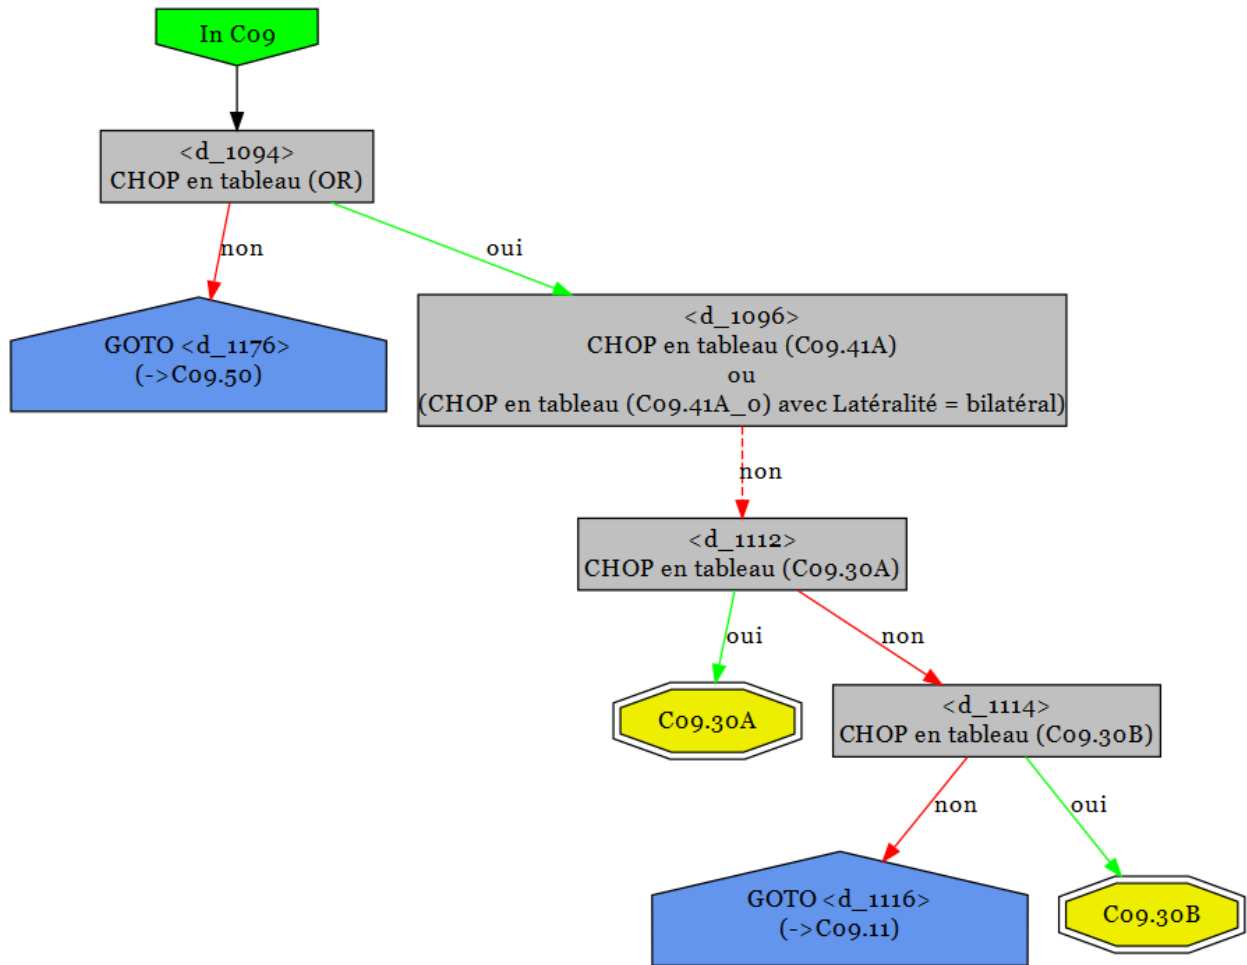 In C09
<d_1094>
CHOP en tableau (OR)
non
oui
GOTO <d_1176>
(->C09.50)
<d_1096>
CHOP en tableau (C09.41A)
ou
(CHOP en tableau (C09.41A_0) avec Latéralité = bilatéral)
non
<d_1112>
CHOP en tableau (C09.30A)
oui
non
C09.30A
<d_1114>
CHOP en tableau (C09.30B)
non
oui
GOTO <d_1116>
(->C09.11)
C09.30B